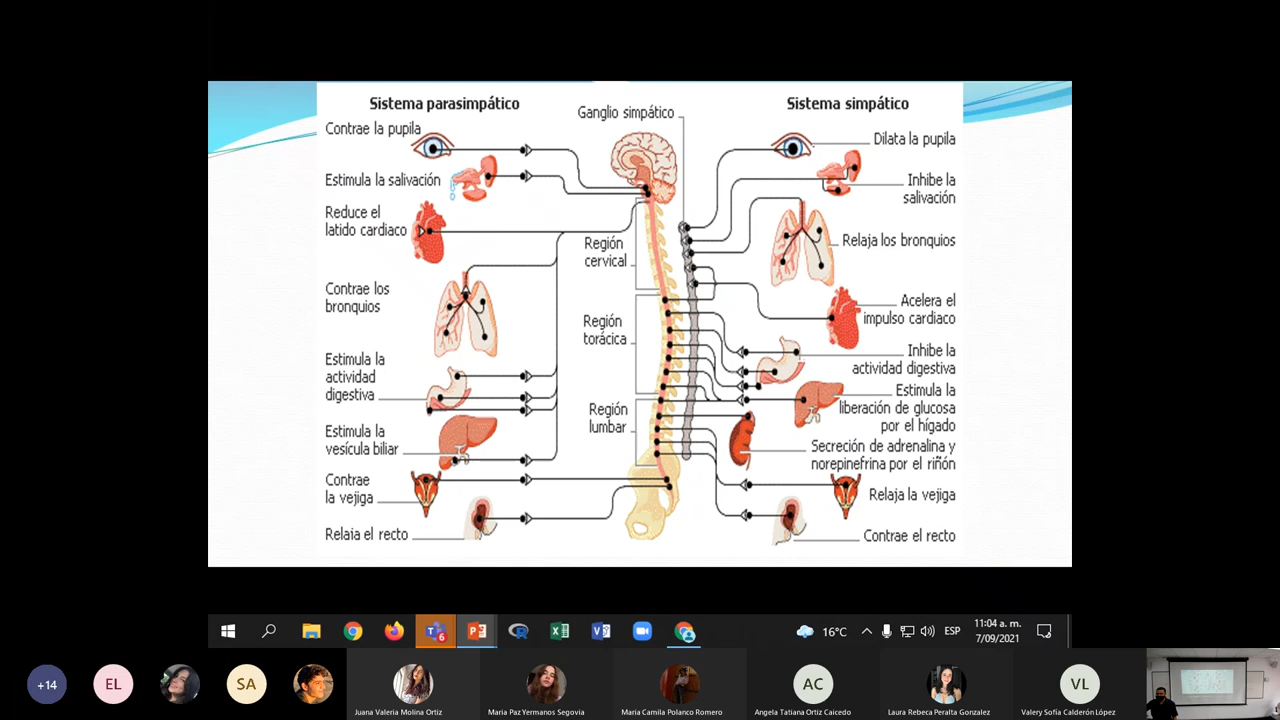 Sistema parasimpático
Ganglio simpático
Sistema simpático
Contrae la pupila
Estimula la salivación
Reduce el
latido cardiaco
Contrae los
bronquios
Estimula la
actividad
digestiva
Estimula la
vesícula biliar
Contrae
la vejiga
Relaja el recto
Región
cervical
Región
torácica
Región
lumbar
Dilata la pupila
Inhibe la
salivación
Relaja los bronquios
Acelera el
impulso cardiaco
Inhibe la
actividad digestiva
Estimula la
liberación de glucosa
por el hígado
Secreción de adrenalina y
norepinefrina por el riñón
Relaja la vejiga
Contrae el recto
6
16°C
ESP
11:04 a. m.
7/09/2021
+14
EL
SA
Juana Valeria Molina Ortiz
Maria Paz Yermanos Segovia
Maria Camila Polanco Romero
AC
Angela Tatiana Ortiz Caicedo
Laura Rebeca Peralta Gonzalez
VL
Valery Sofía Calderón López